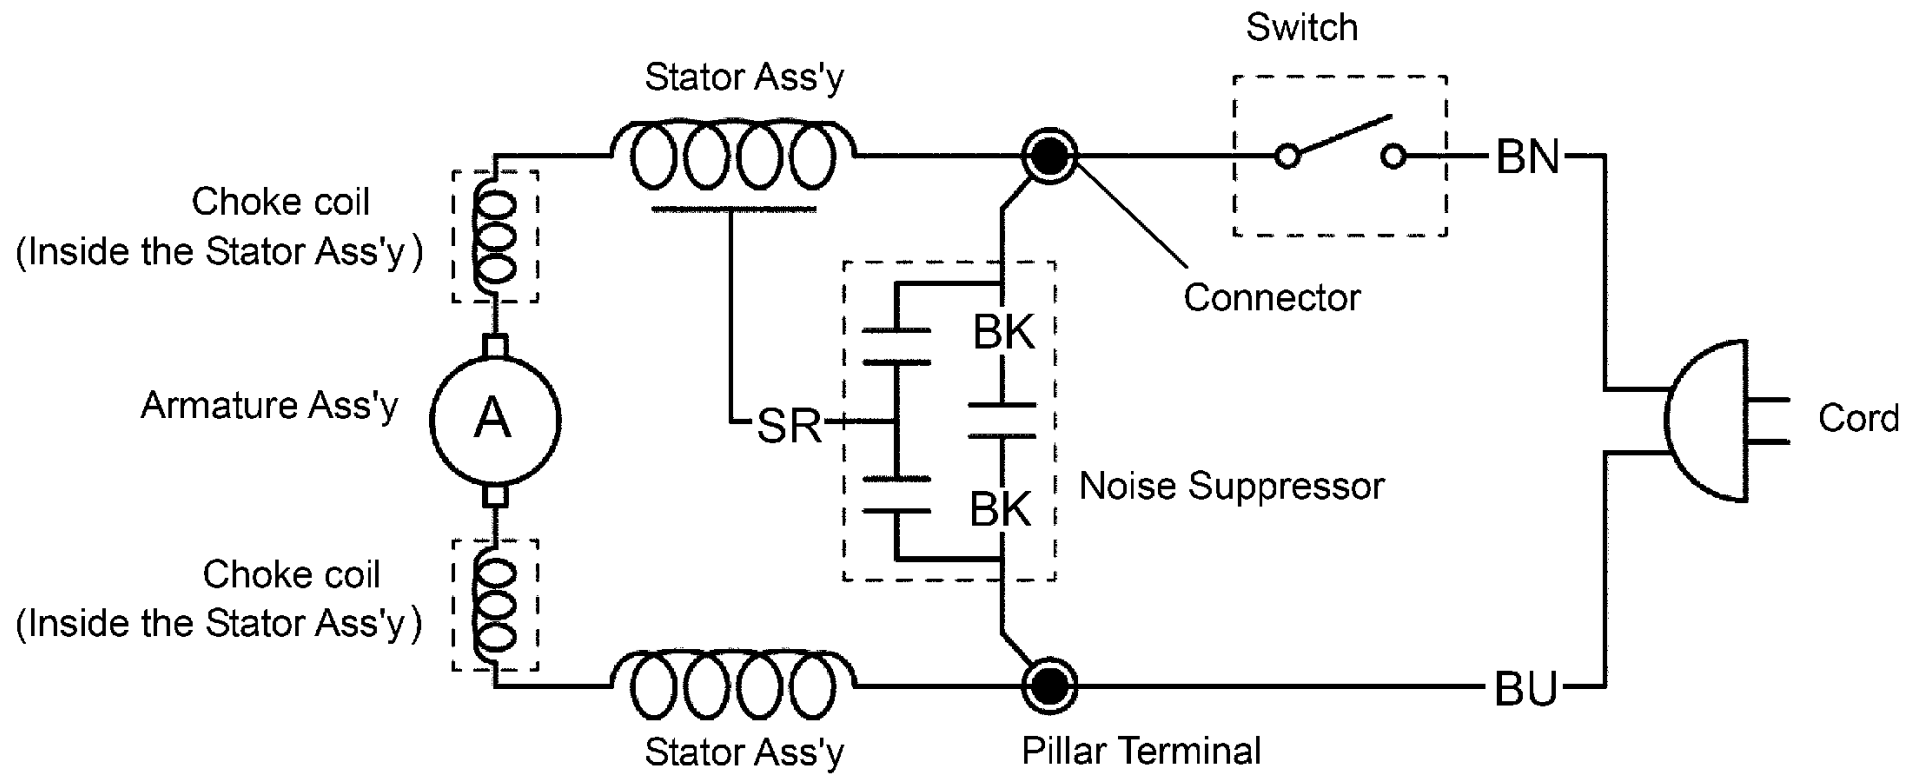 Switch
Stator Ass'y
BN
Choke coil
(Inside the Stator Ass'y)
Connector
BK
Armature Ass'y
A
SR
Cord
Noise Suppressor
BK
Choke coil
(Inside the Stator Ass'y)
BU
Stator Ass'y
Pillar Terminal